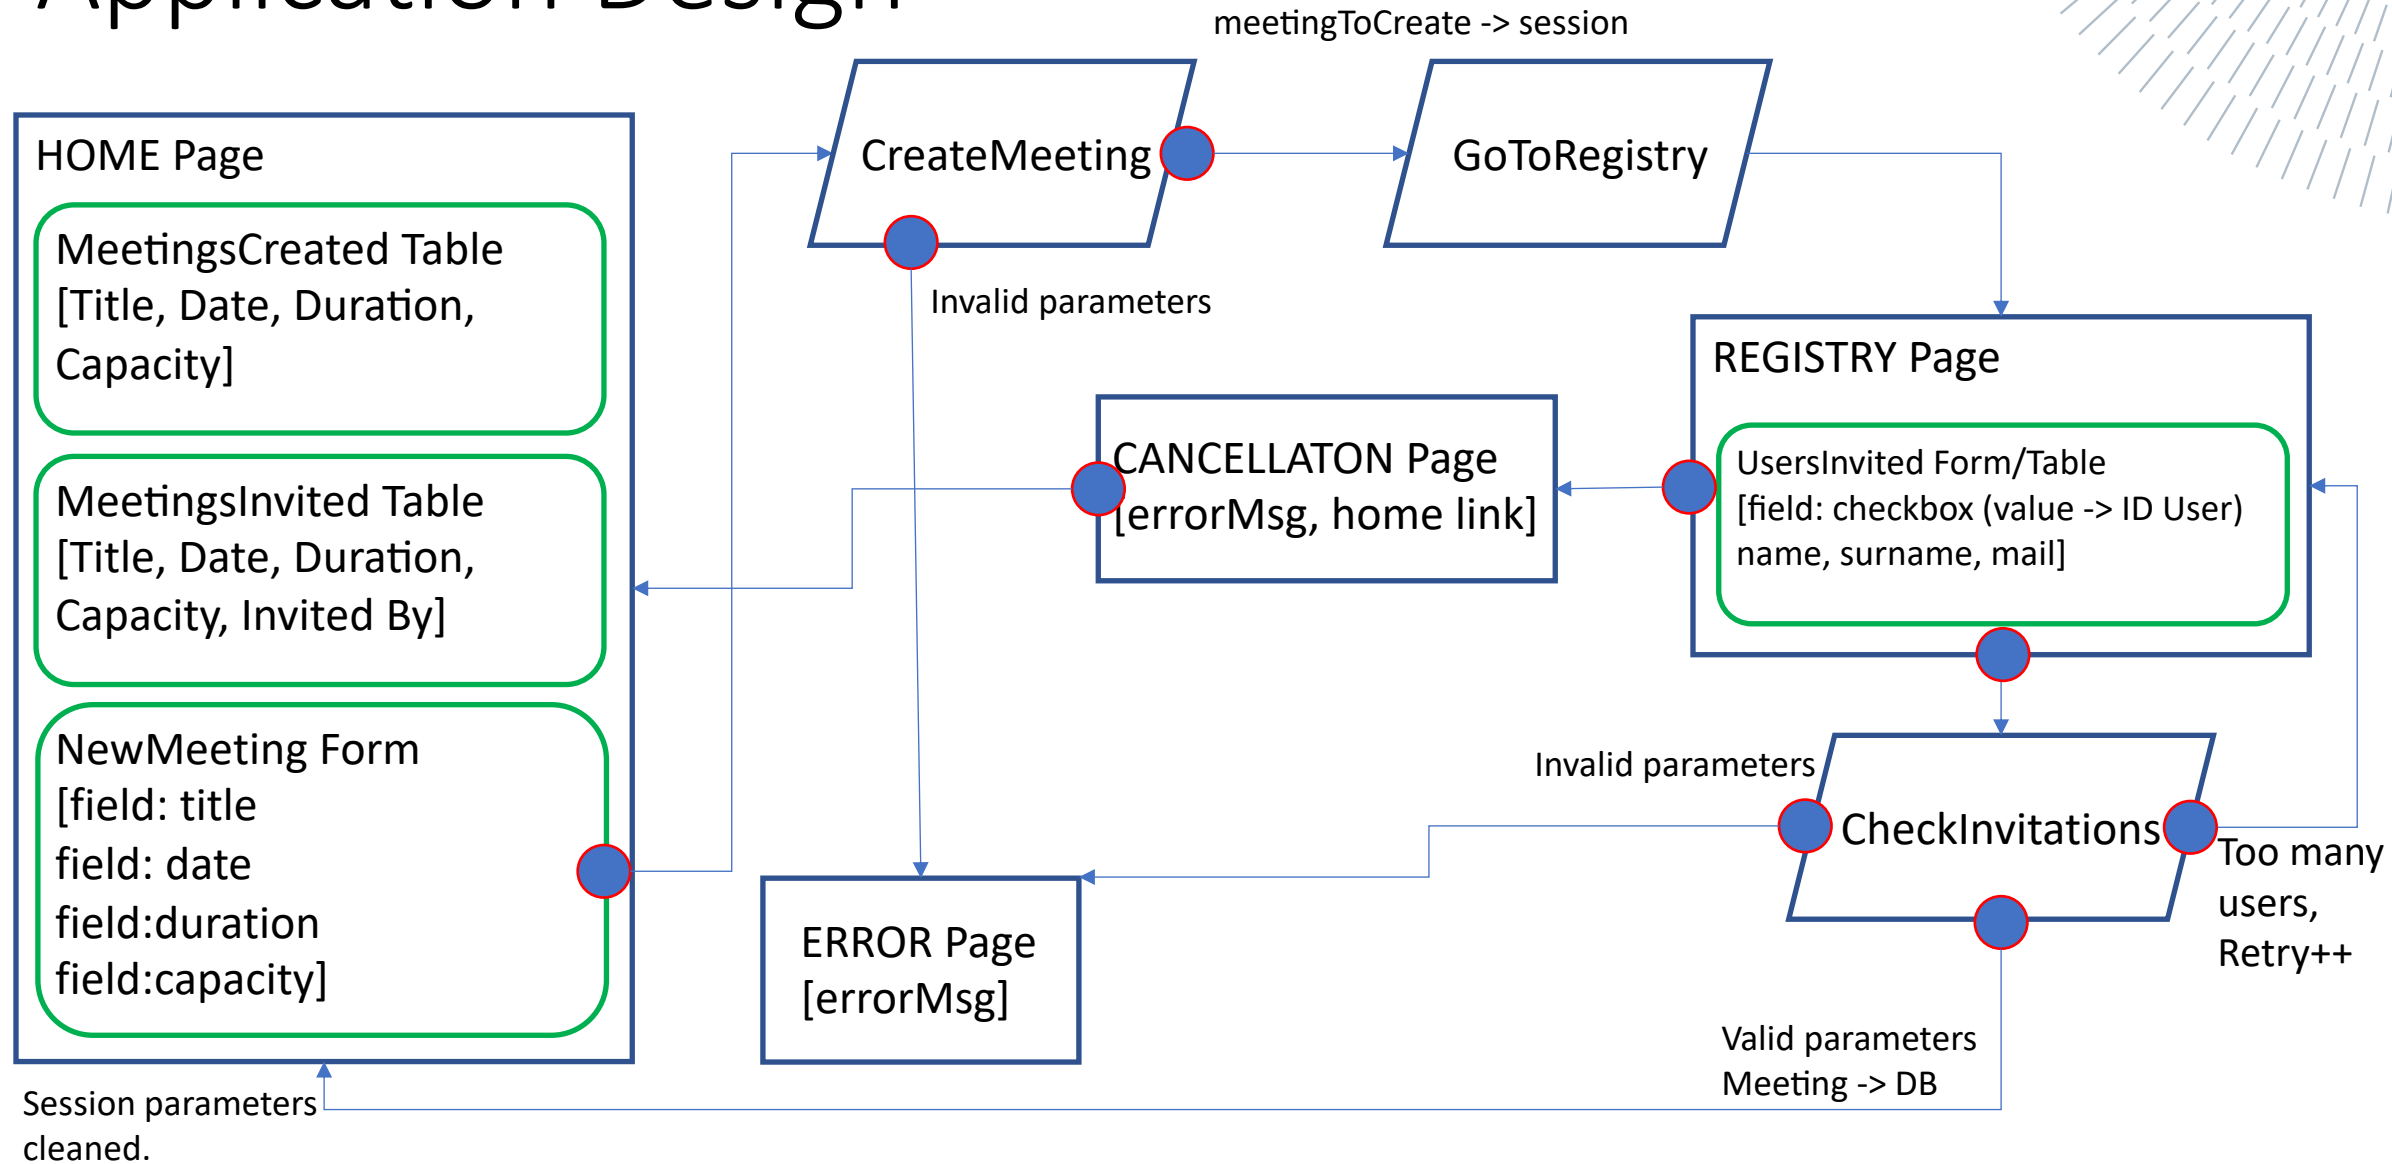 Application Design
meetingToCreate -> session
CreateMeeting
GoToRegistry
HOME Page
MeetingsCreated Table
[Title, Date, Duration,
Capacity]
MeetingsInvited Table
[Title, Date, Duration,
Capacity, Invited By]
NewMeeting Form
[field: title
field: date
field:duration
field:capacity]
Invalid parameters
REGISTRY Page
UsersInvited Form/Table
[field: checkbox (value -> ID User)
name, surname, mail]
CANCELLATON Page
[errorMsg, home link]
Invalid parameters
CheckInvitations
Too many
users,
Retry++
ERROR Page
[errorMsg]
Valid parameters
Meeting -> DB
Session parameters
cleaned.